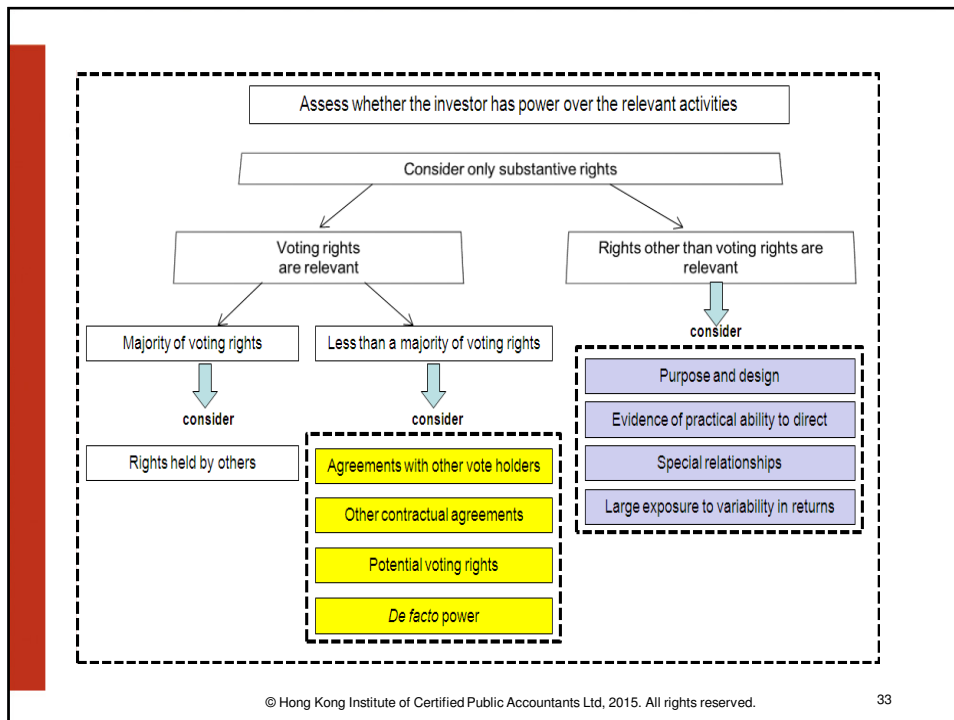 Assess whether the investor has power over the relevant activities
Consider only substantive rights
Voting rights
are relevant
Rights other than voting rights are
relevant
Majority of voting rights
Less than a majority of voting rights
consider
consider
consider
Rights held by others
Agreements with other vote holders
Other contractual agreements
Potential voting rights
De facto power
Purpose and design
Evidence of practical ability to direct
Special relationships
Large exposure to variability in returns
© Hong Kong Institute of Certified Public Accountants Ltd, 2015. All rights reserved.
33